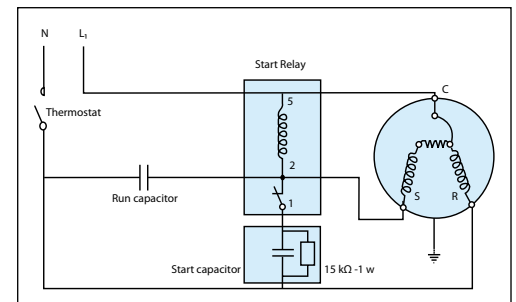 N L₁
Start Relay
C
5
Thermostat
2
Run capacitor
S R
1
Start capacitor
15 kΩ -1 w